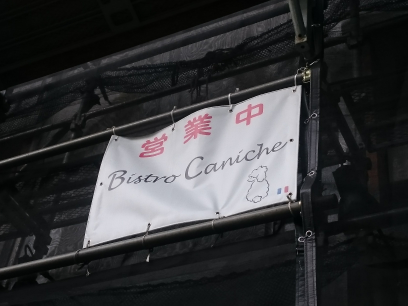 営業中
Bistro Caniche